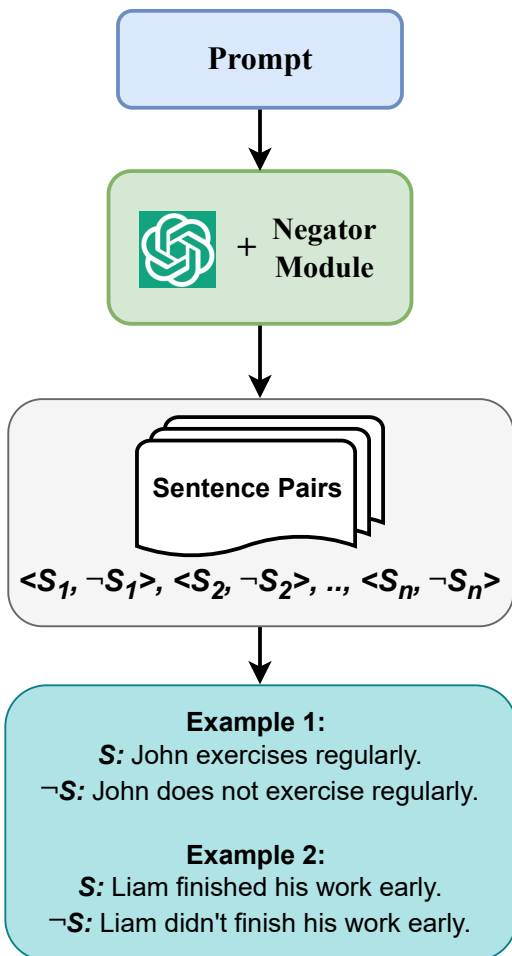 Prompt
+ Negator
Module
Sentence Pairs
<S1, ¬S1>, <S2, ¬S2>, .., <Sn, ¬Sn>
Example 1:
S: John exercises regularly.
¬S: John does not exercise regularly.
Example 2:
S: Liam finished his work early.
¬S: Liam didn't finish his work early.